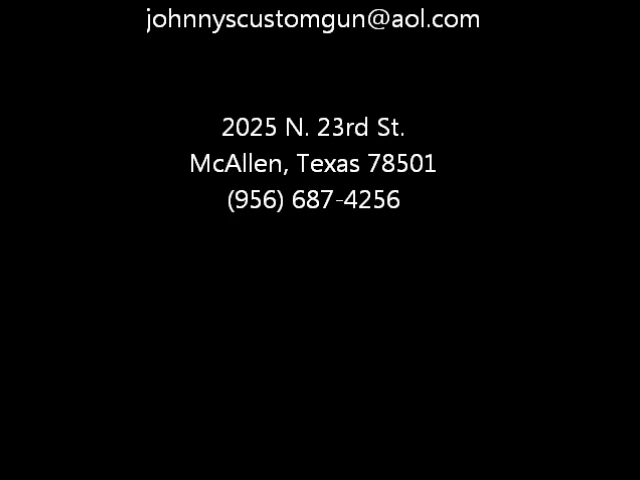 johnnyscustomgun@aol.com
2025 N. 23rd St.
McAllen, Texas 78501
(956) 687-4256